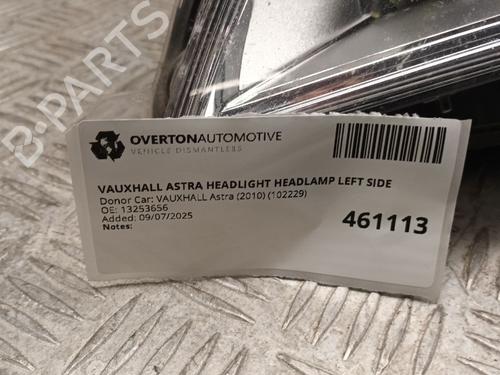 B-PARTS
OVERTONAUTOMOTIVE
VEHICLE DISMANTLERS
VAUXHALL ASTRA HEADLIGHT HEADLAMP LEFT SIDE
Donor Car: VAUXHALL Astra (2010) (102229)
OE: 13253656
Added: 09/07/2025
Notes:
461113